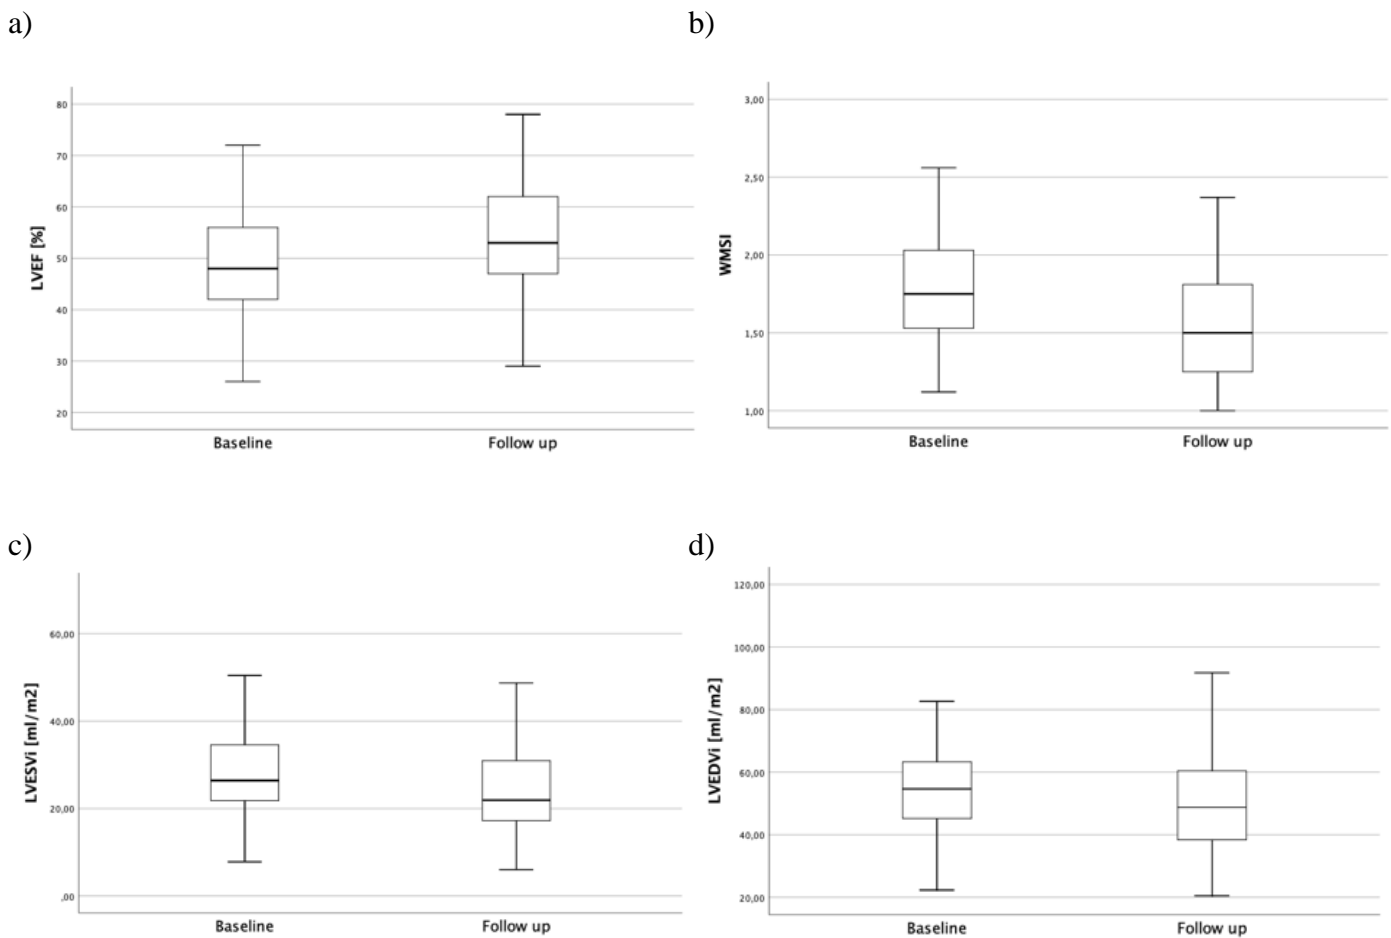 a)
LVEF [%]
80
70
60
50
40
30
20
Baseline
Follow up
b)
WMSI
3,00
2,50
2,00
1,50
1,00
Baseline
Follow up
c)
LVESVi [ml/m2]
60,00
40,00
20,00
,00
Baseline
Follow up
d)
LVEDVi [ml/m2]
120,00
100,00
80,00
60,00
40,00
20,00
Baseline
Follow up